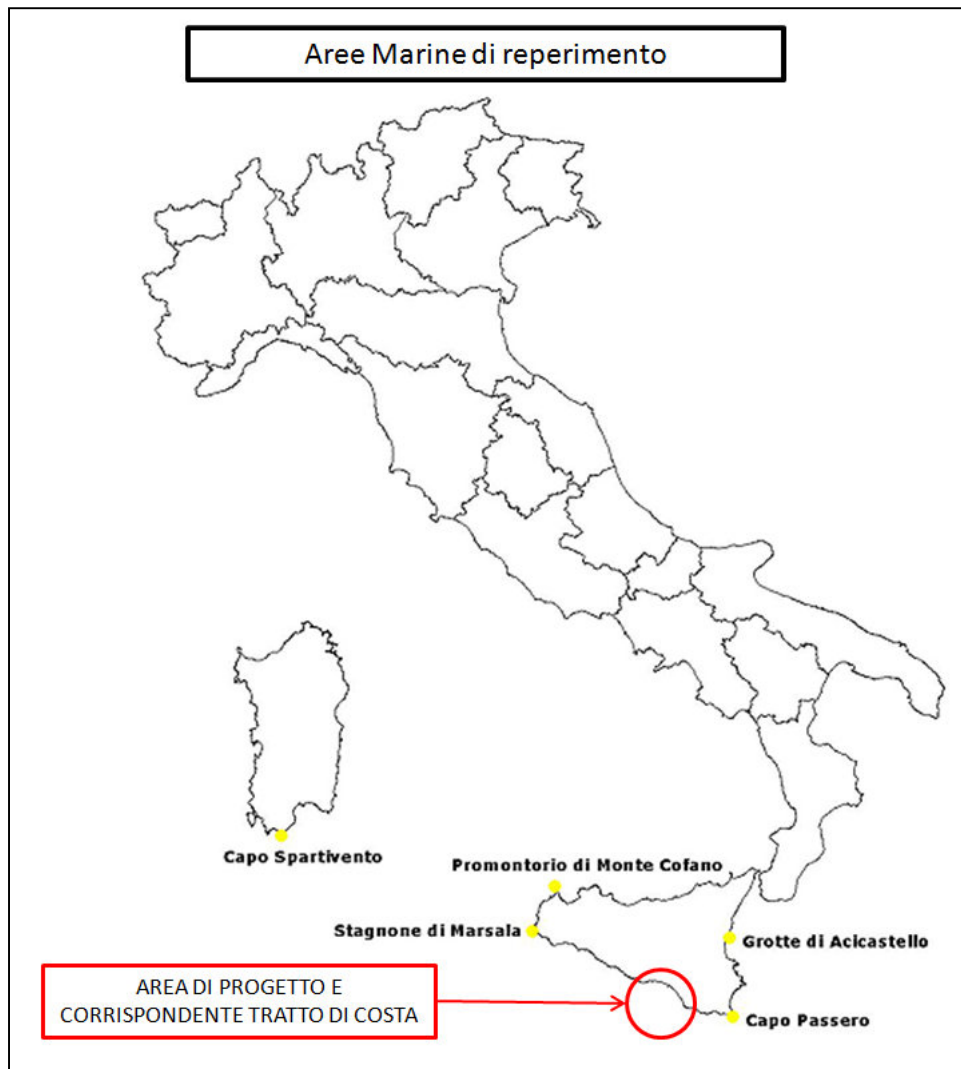 Aree Marine di reperimento
Capo Spartivento
Promontorio di Monte Cofano
Stagnone di Marsala
Grotte di Acicastello
AREA DI PROGETTO E
CORRISPONDENTE TRATTO DI COSTA
Capo Passero